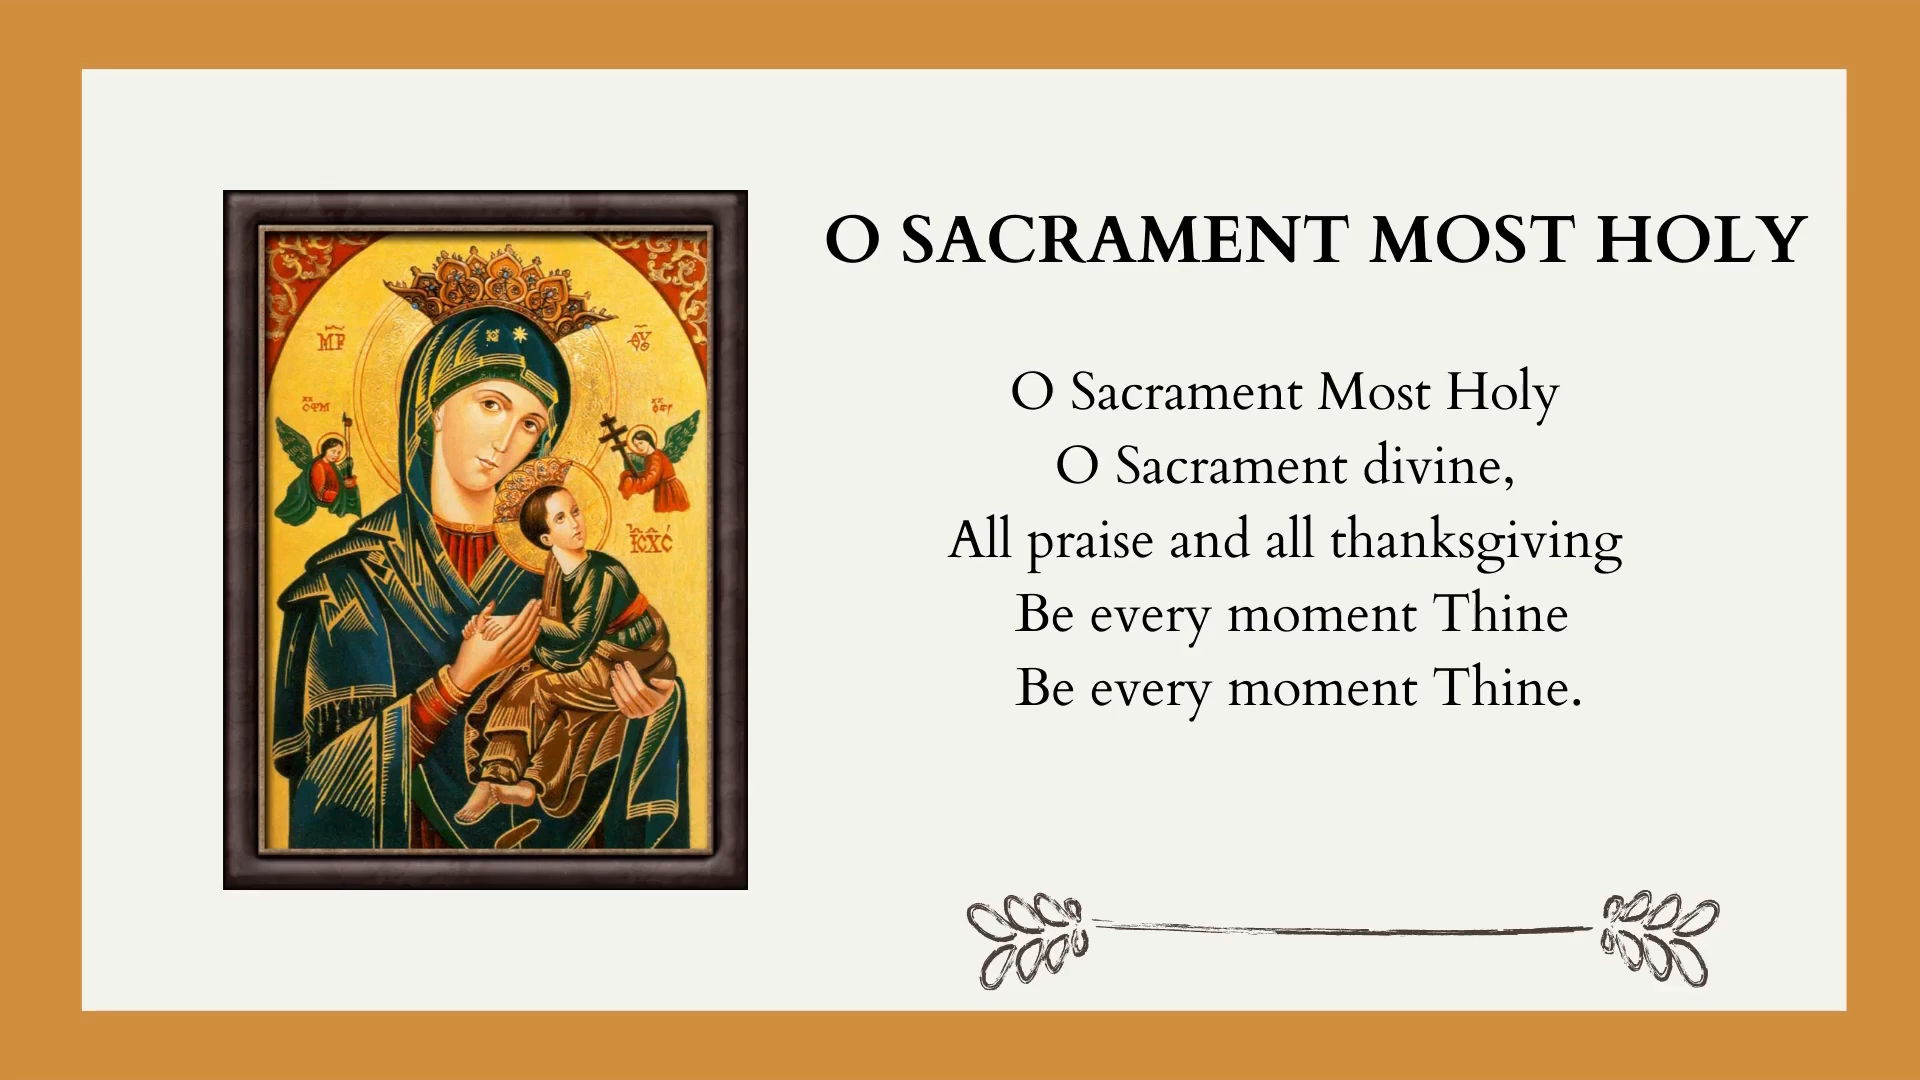 O SACRAMENT MOST HOLY
O Sacrament Most Holy
O Sacrament divine,
All praise and all thanksgiving
Be every moment Thine
Be every moment Thine.